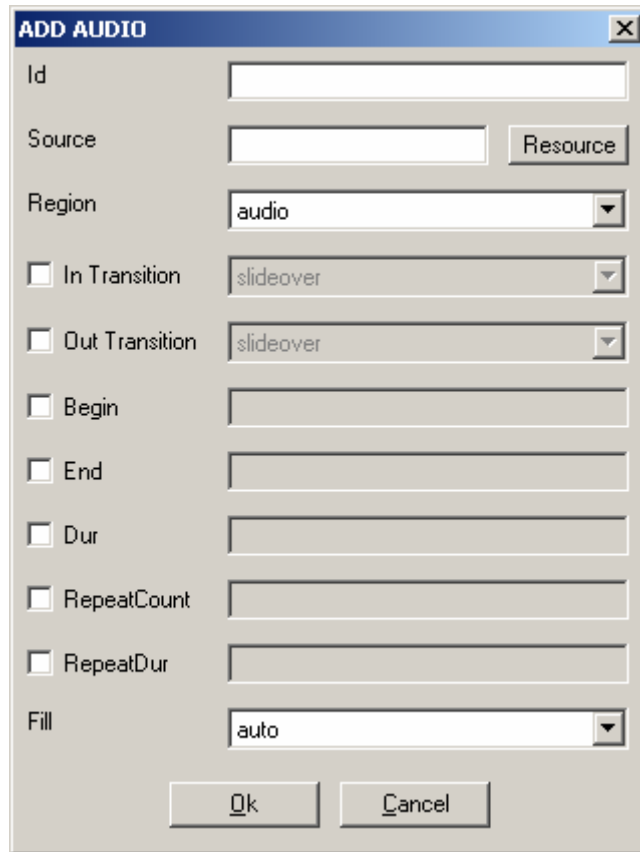 ADD AUDIO
Id
Source
Resource
Region
audio
In Transition
slideover
Out Transition
slideover
Begin
End
Dur
RepeatCount
RepeatDur
Fill
auto
Ok
Cancel